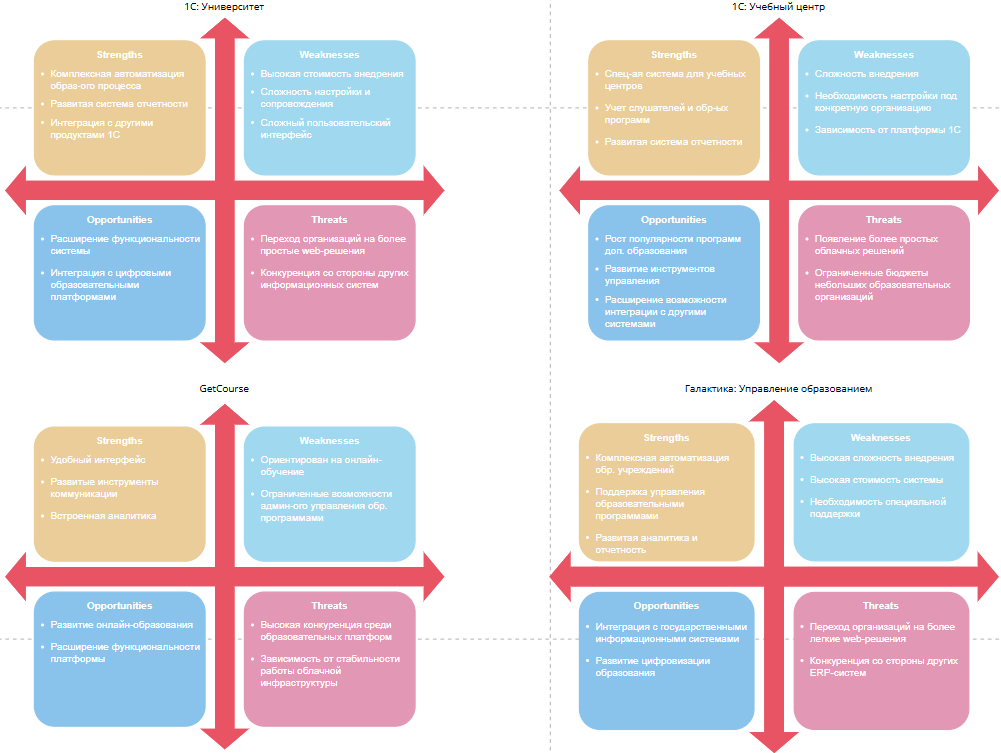 1С: Университет
Strengths
• Комплексная автоматизация
образ-ого процесса
• Развитая система отчетности
• Интеграция с другими
продуктами 1С
Weaknesses
• Высокая стоимость внедрения
• Сложность настройки и
сопровождения
• Сложный пользовательский
интерфейс
Opportunities
• Расширение функциональности
системы
• Интеграция с цифровыми
образовательными
платформами
Threats
• Переход организаций на более
простые web-решения
• Конкуренция со стороны других
информационных систем
1С: Учебный центр
Strengths
• Спец-ая система для учебных
центров
• Учет слушателей и обр-ых
программ
• Развитая система отчетности
Weaknesses
• Сложность внедрения
• Необходимость настройки под
конкретную организацию
• Зависимость от платформы 1С
Opportunities
• Рост популярности программ
доп. образования
• Развитие инструментов
управления
• Расширение возможности
интеграции с другими
системами
Threats
• Появление более простых
облачных решений
• Ограниченные бюджеты
небольших образовательных
организаций
GetCourse
Strengths
• Удобный интерфейс
• Развитые инструменты
коммуникации
• Встроенная аналитика
Weaknesses
• Ориентирован на онлайн-
обучение
• Ограниченные возможности
админ-ого управления обр.
программами
Opportunities
• Развитие онлайн-образования
• Расширение функциональности
платформы
Threats
• Высокая конкуренция среди
образовательных платформ
• Зависимость от стабильности
работы облачной
инфраструктуры
Галактика: Управление образованием
Strengths
• Комплексная автоматизация
обр. учреждений
• Поддержка управления
образовательными
программами
• Развитая аналитика и
отчетность
Weaknesses
• Высокая сложность внедрения
• Высокая стоимость системы
• Необходимость специальной
поддержки
Opportunities
• Интеграция с государственными
информационными системами
• Развитие цифровизации
образования
Threats
• Переход организаций на более
легкие web-решения
• Конкуренция со стороны других
ERP-систем